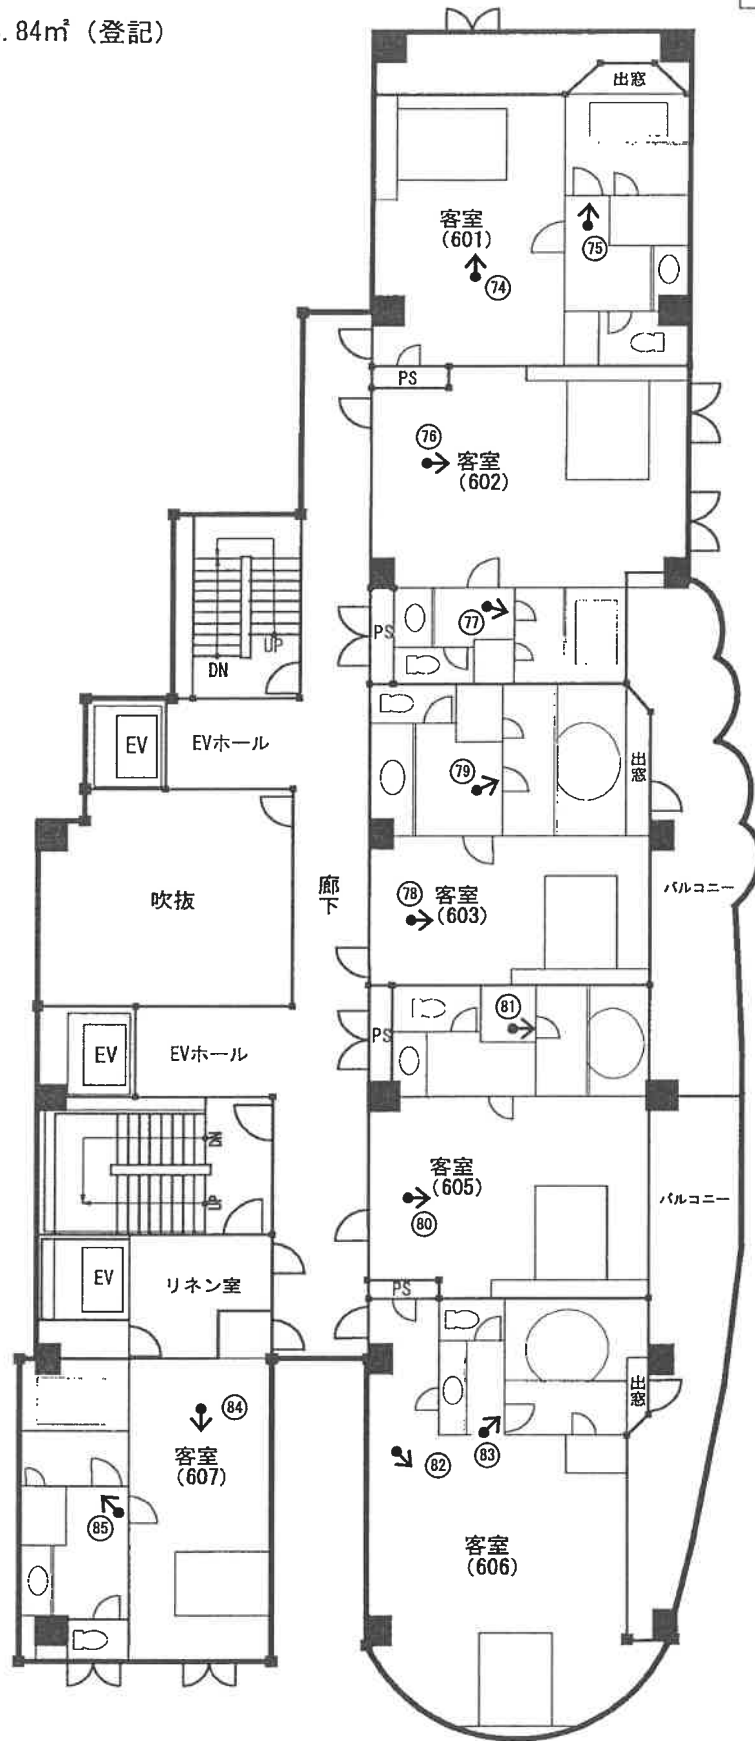 .84㎡（登記）
出窓
客室
(601)
75
74
PS
76
客室
(602)
77
PS
UP
DN
EV
EVホール
79
出窓
吹抜
廊下
78
客室
(603)
バルコニー
81
PS
EV
EVホール
DN
UP
客室
(605)
80
バルコニー
EV
リネン室
PS
出窓
84
客室
(607)
83
82
85
客室
(606)